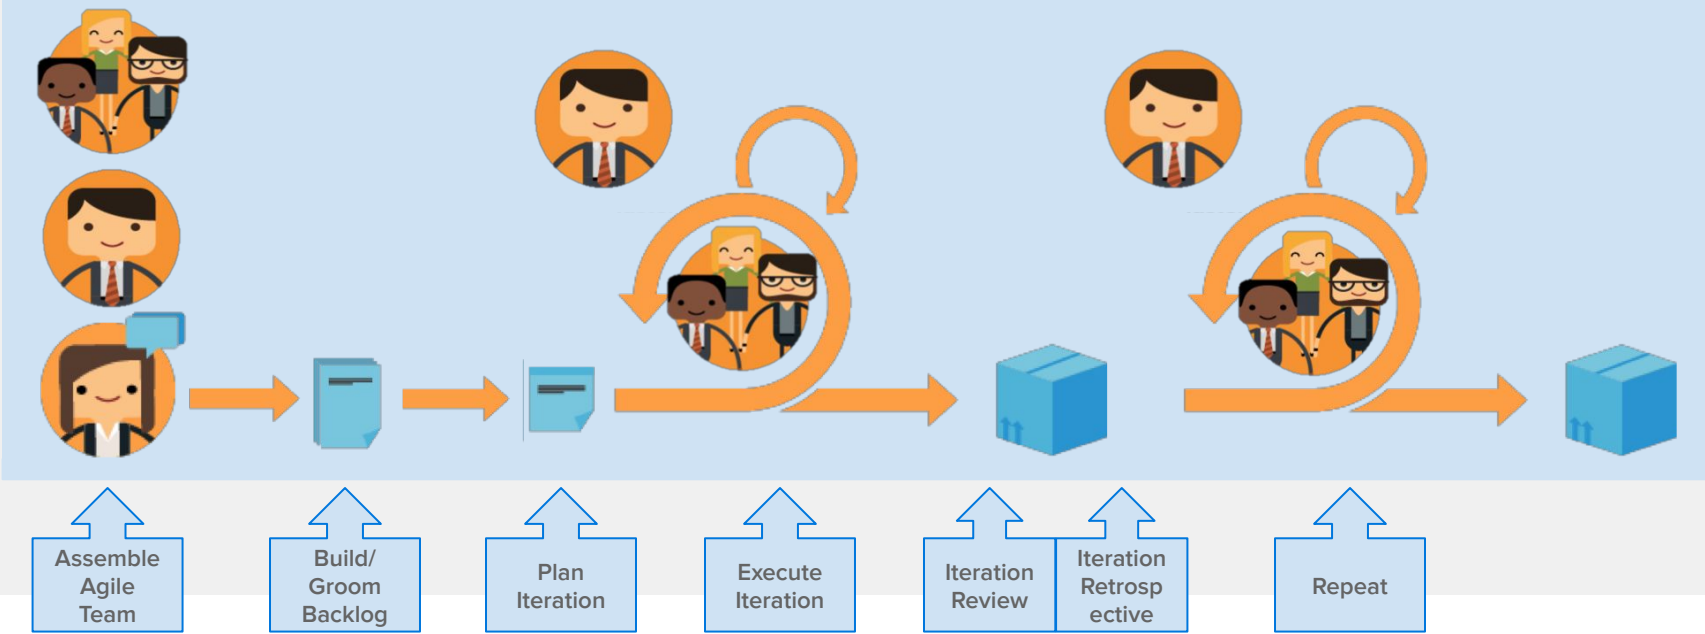 Assemble
Agile
Team
Build/
Groom
Backlog
Plan
Iteration
Execute
Iteration
Iteration
Review
Iteration
Retrosp
ective
Repeat